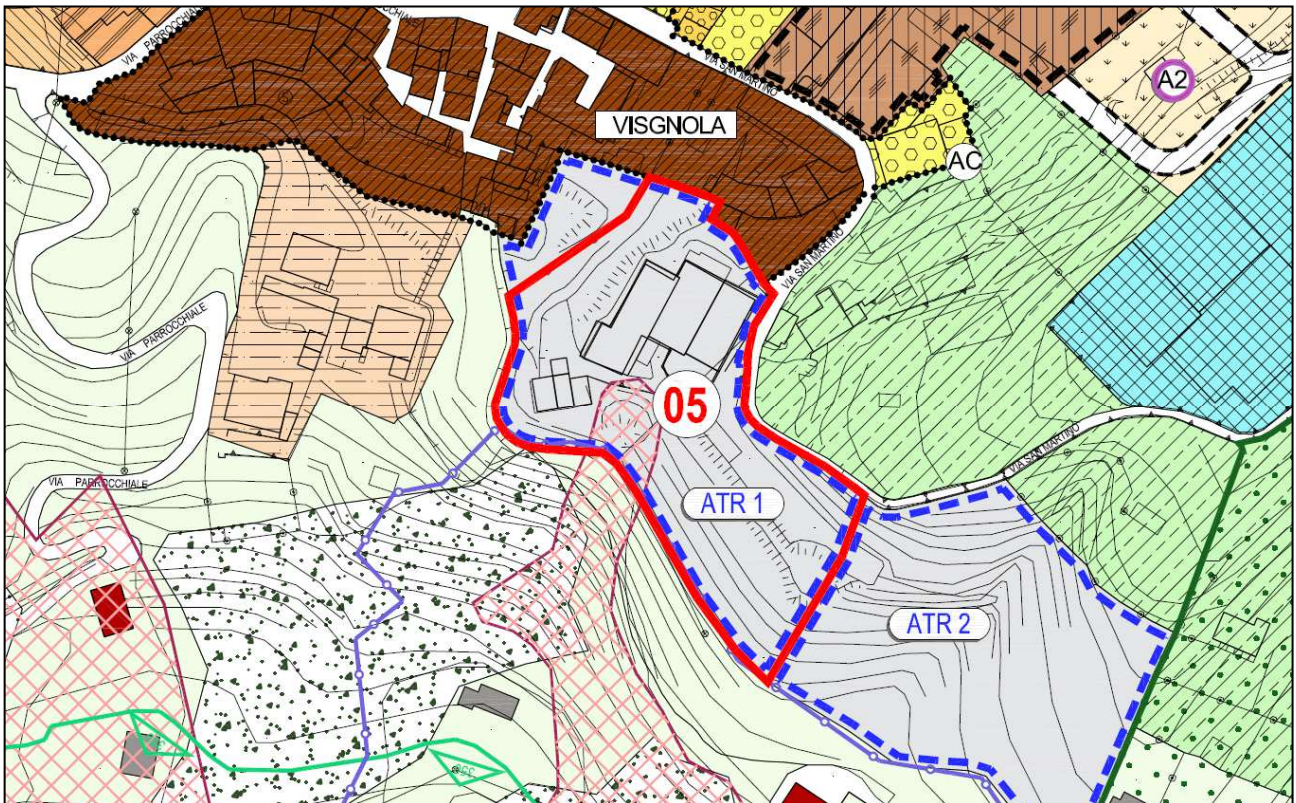 VIA PARROCCHIALE
VIA SAN MARTINO
A2
VISGNOLA
AC
VIA SAN MARTINO
VIA PARROCCHIALE
05
VIA SAN MARTINO
VIA PARROCCHIALE
ATR 1
ATR 2